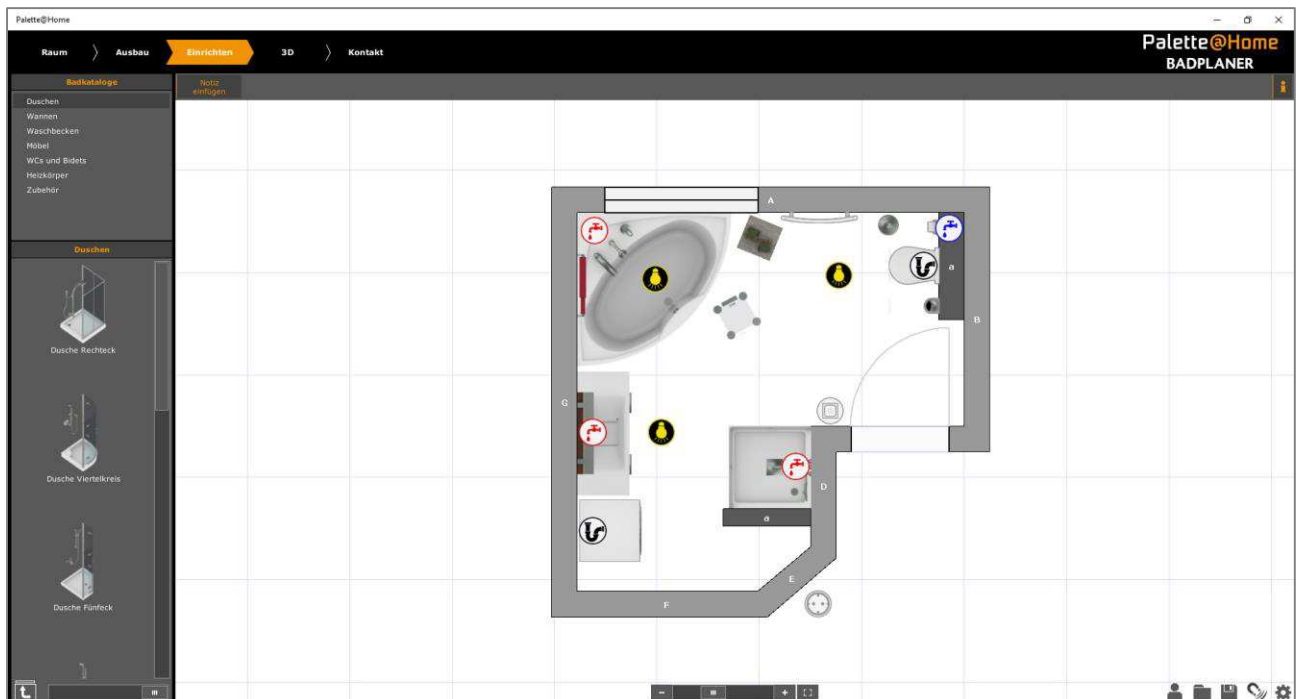 Palette@Home
Raum
Ausbau
Einrichten
3D
Kontakt
Palette@Home
BADPLANER
Badkataloge
Notiz
einfügen
Duschen
Wannen
Waschbecken
Möbel
WCs und Bidets
Heizkörper
Zubehör
Duschen
Dusche Rechteck
Dusche Viertelkreis
Dusche Fünfeck
A
a
B
G
D
a
E
F